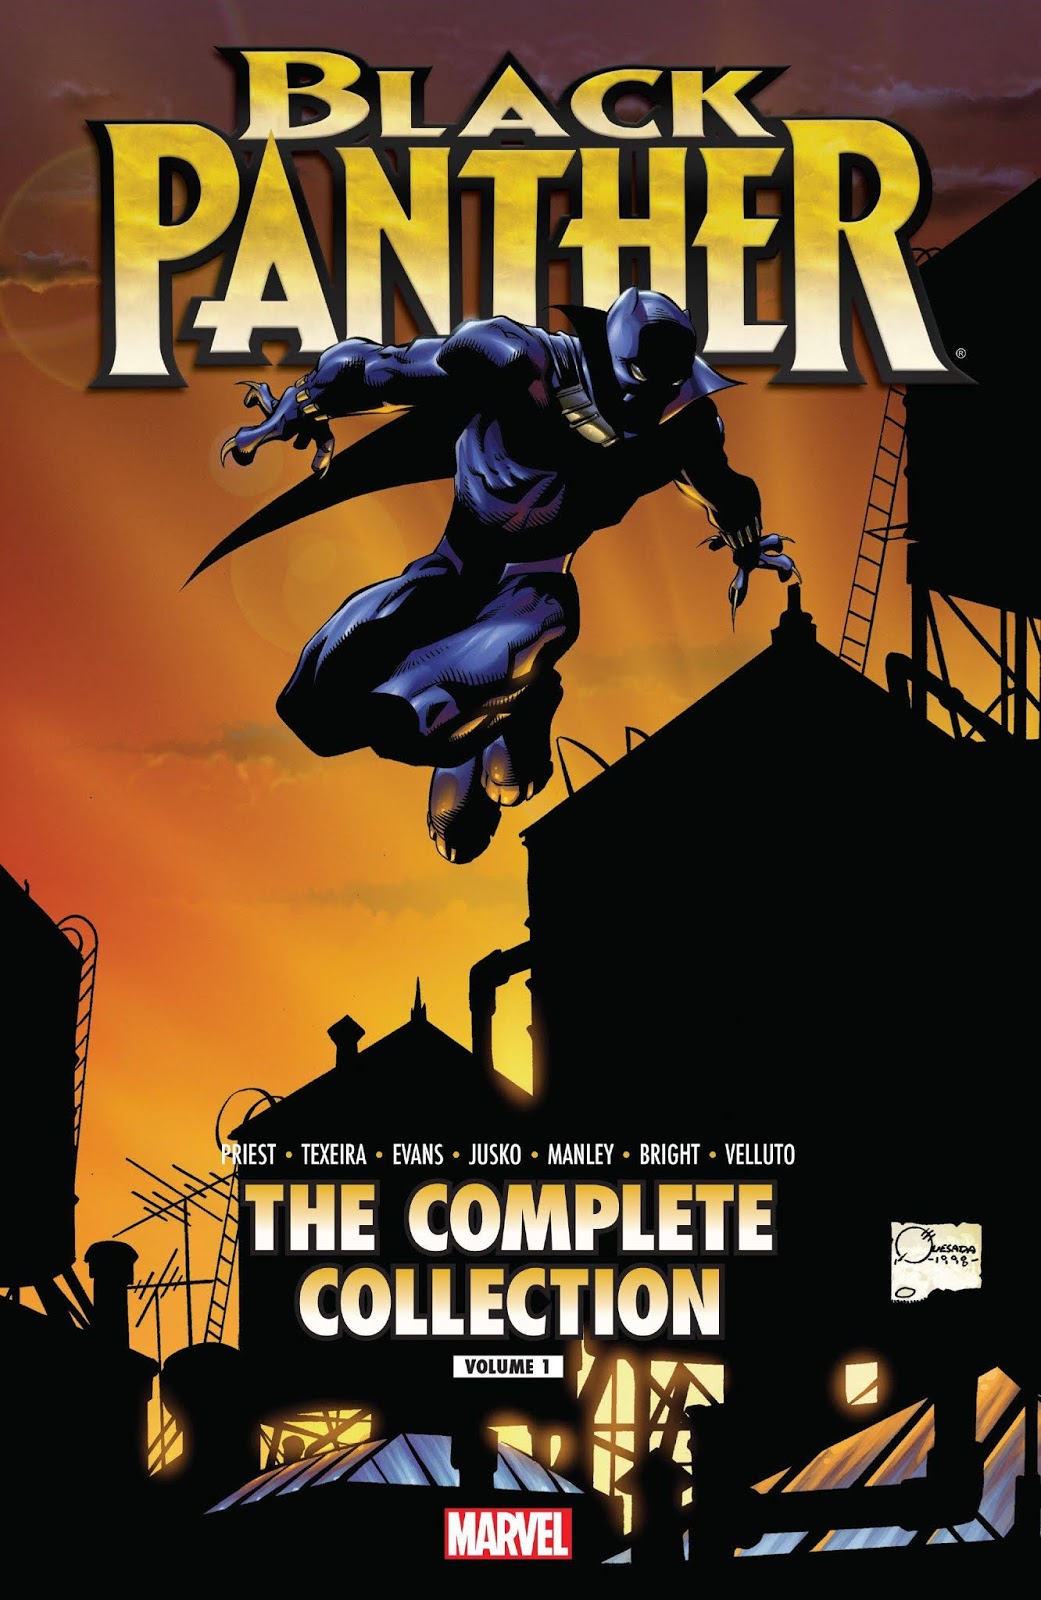 BLACK
PANTHER
®
PRIEST • TEXEIRA • EVANS • JUSKO • MANLEY • BRIGHT • VELLUTO
THE COMPLETE
COLLECTION
VOLUME 1
QUESADA
-1998-
MARVEL